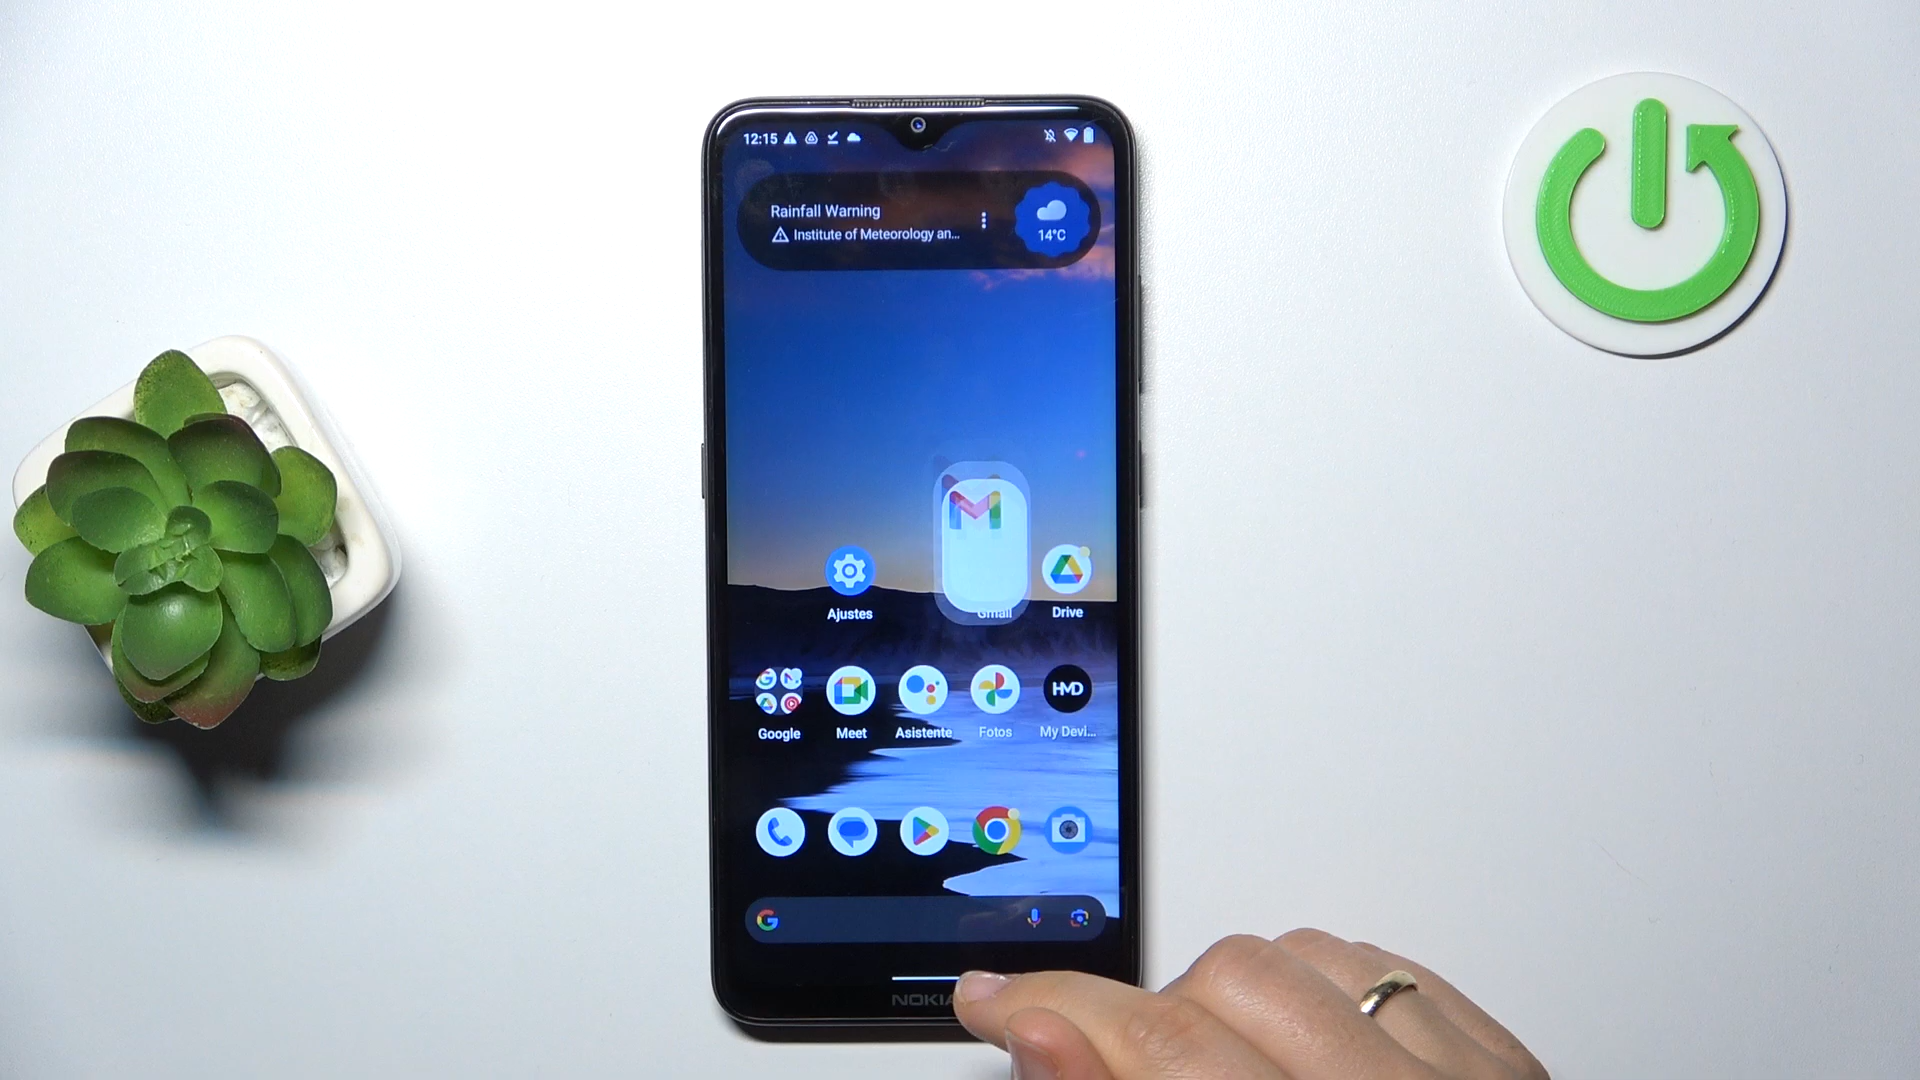 12:15
Rainfall Warning
Institute of Meteorology an...
14°C
Ajustes
Gmail
Drive
HMD
Google
Meet
Asistente
Fotos
My Devi...
NOKIA